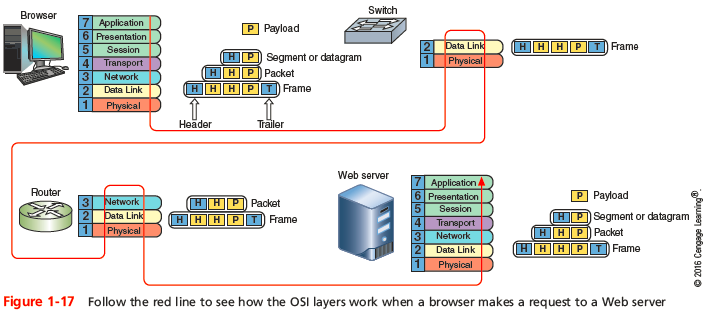 Browser
7 Application
6 Presentation
5 Session
4 Transport
3 Network
2 Data Link
1 Physical
P Payload
H P Segment or datagram
H H P Packet
H H H P T Frame
Header
Trailer
Switch
2 Data Link
1 Physical
H H H P T Frame
Router
3 Network
2 Data Link
1 Physical
H H P Packet
H H H P T Frame
Web server
7 Application
6 Presentation
5 Session
4 Transport
3 Network
2 Data Link
1 Physical
P Payload
H P Segment or datagram
H H P Packet
H H H P T Frame
© 2016 Cengage Learning®.
Figure 1-17 Follow the red line to see how the OSI layers work when a browser makes a request to a Web server